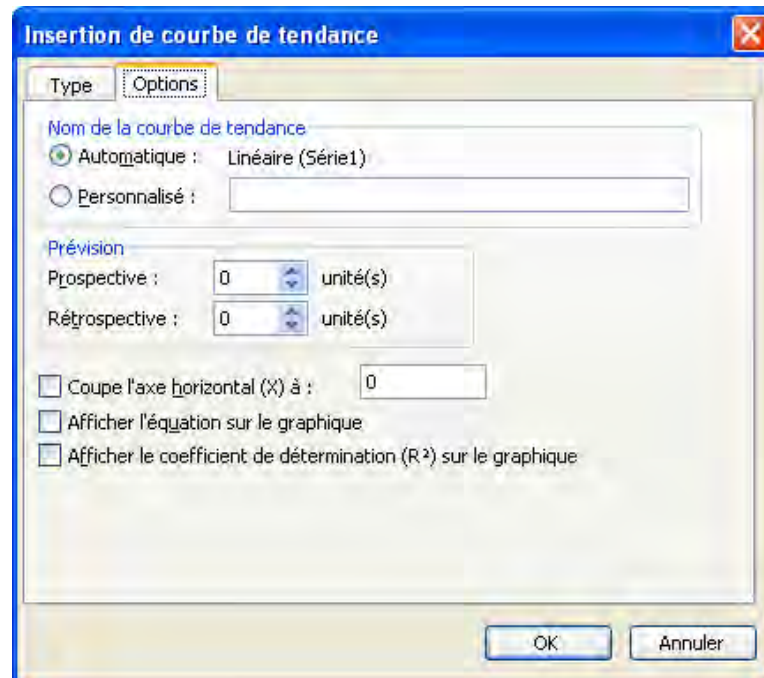 Insertion de courbe de tendance
Type Options
Nom de la courbe de tendance
Automatique : Linéaire (Série1)
Personnalisé :
Prévision
Prospective : 0 unité(s)
Rétrospective : 0 unité(s)
Coupe l'axe horizontal (X) à : 0
Afficher l'équation sur le graphique
Afficher le coefficient de détermination (R²) sur le graphique
OK Annuler